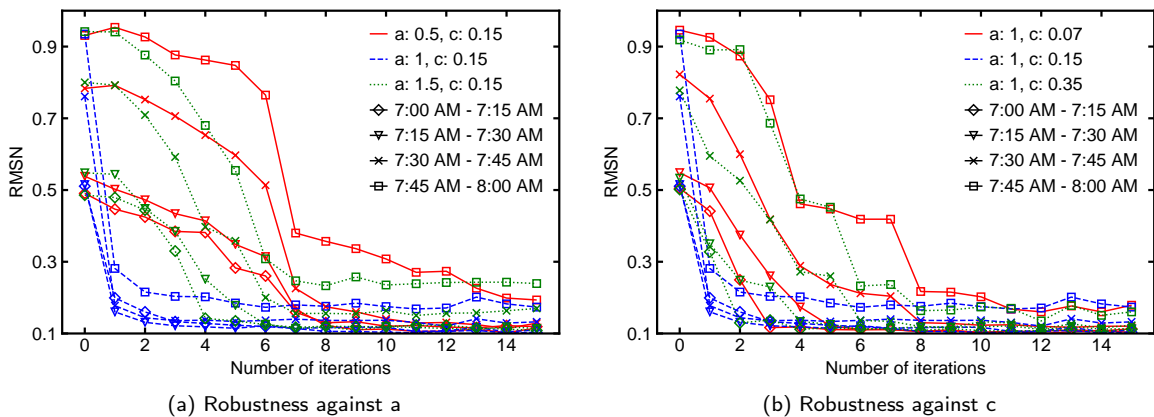 0.9
0.7
0.5
0.3
0.1
RMSN
0 2 4 6 8 10 12 14
Number of iterations
a: 0.5, c: 0.15
a: 1, c: 0.15
a: 1.5, c: 0.15
7:00 AM - 7:15 AM
7:15 AM - 7:30 AM
7:30 AM - 7:45 AM
7:45 AM - 8:00 AM
(a) Robustness against a
0.9
0.7
0.5
0.3
0.1
RMSN
0 2 4 6 8 10 12 14
Number of iterations
a: 1, c: 0.07
a: 1, c: 0.15
a: 1, c: 0.35
7:00 AM - 7:15 AM
7:15 AM - 7:30 AM
7:30 AM - 7:45 AM
7:45 AM - 8:00 AM
(b) Robustness against c